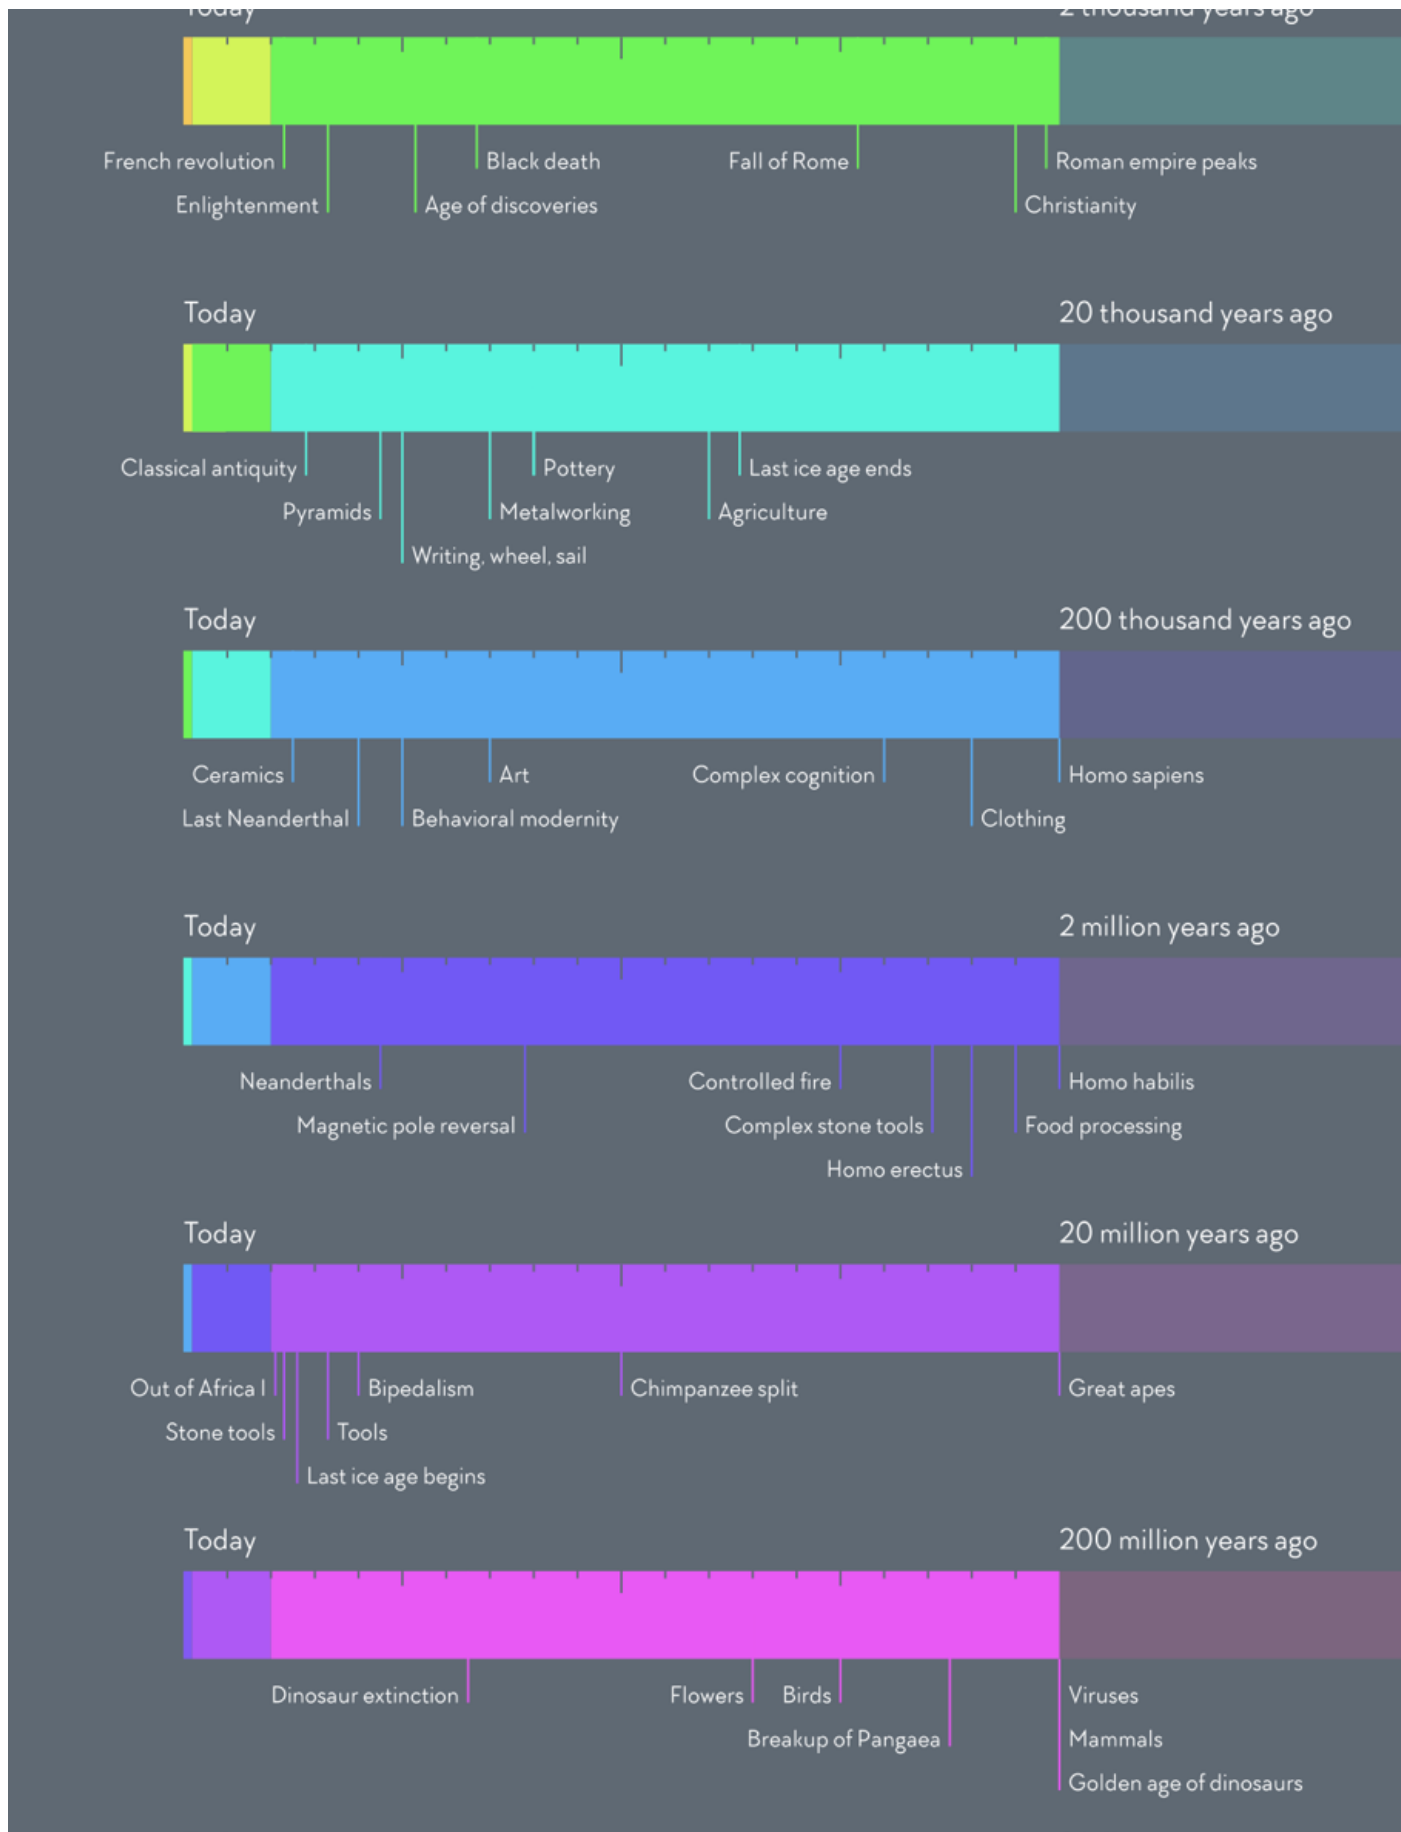 Today 2 thousand years ago
French revolution Black death Fall of Rome Roman empire peaks
Enlightenment Age of discoveries Christianity
Today 20 thousand years ago
Classical antiquity Pottery Last ice age ends
Pyramids Metalworking Agriculture
Writing, wheel, sail
Today 200 thousand years ago
Ceramics Art Complex cognition Homo sapiens
Last Neanderthal Behavioral modernity Clothing
Today 2 million years ago
Neanderthals Controlled fire Homo habilis
Magnetic pole reversal Complex stone tools Food processing
Homo erectus
Today 20 million years ago
Out of Africa I Bipedalism Chimpanzee split Great apes
Stone tools Tools
Last ice age begins
Today 200 million years ago
Dinosaur extinction Flowers Birds Viruses
Breakup of Pangaea Mammals
Golden age of dinosaurs